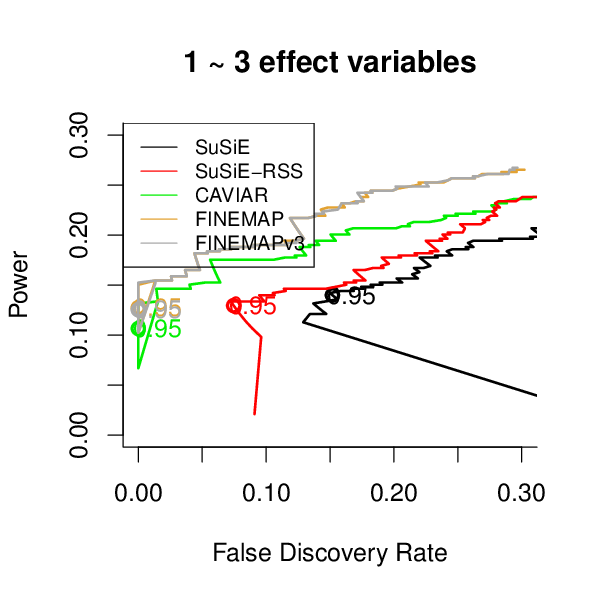 1 ~ 3 effect variables
Power
0.00 0.10 0.20 0.30
SuSiE
SuSiE−RSS
CAVIAR
FINEMAP
FINEMAPv3
0.95
0.95
0.95
0.95
0.00 0.10 0.20 0.30
False Discovery Rate